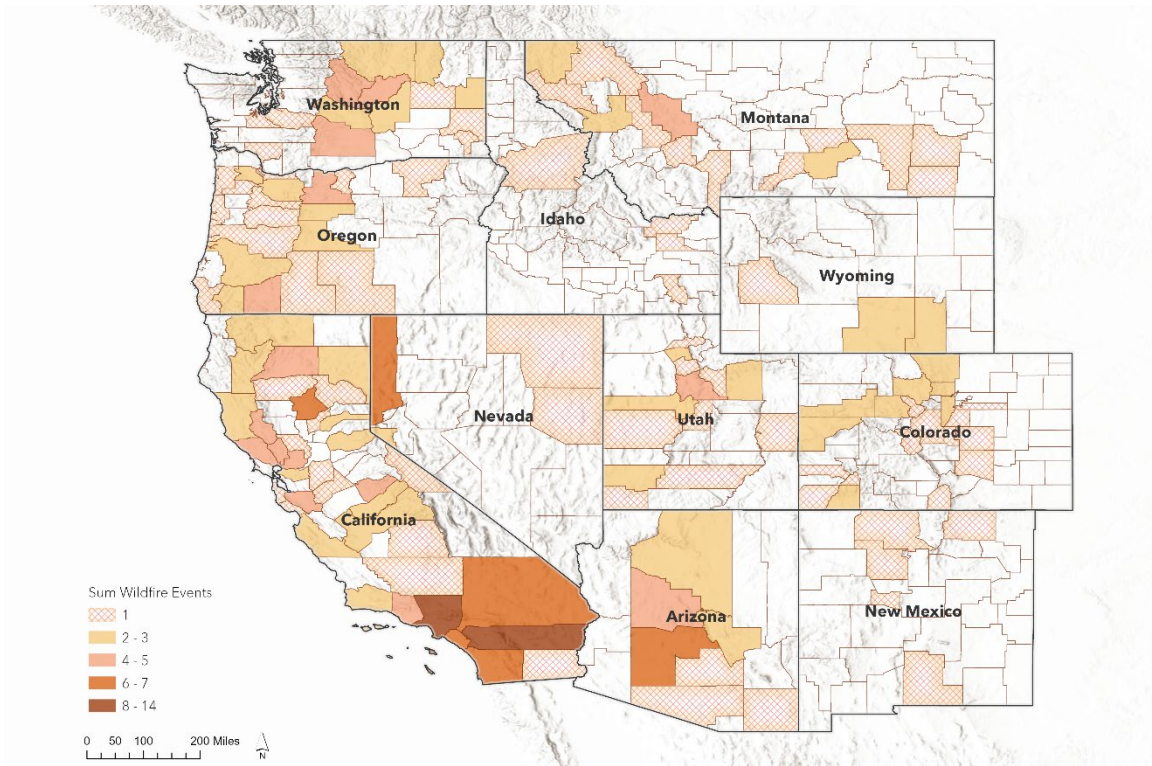 Washington
Montana
Idaho
Oregon
Wyoming
Nevada
Utah
Colorado
California
Arizona
New Mexico
Sum Wildfire Events
1
2 - 3
4 - 5
6 - 7
8 - 14
0 50 100 200 Miles
N